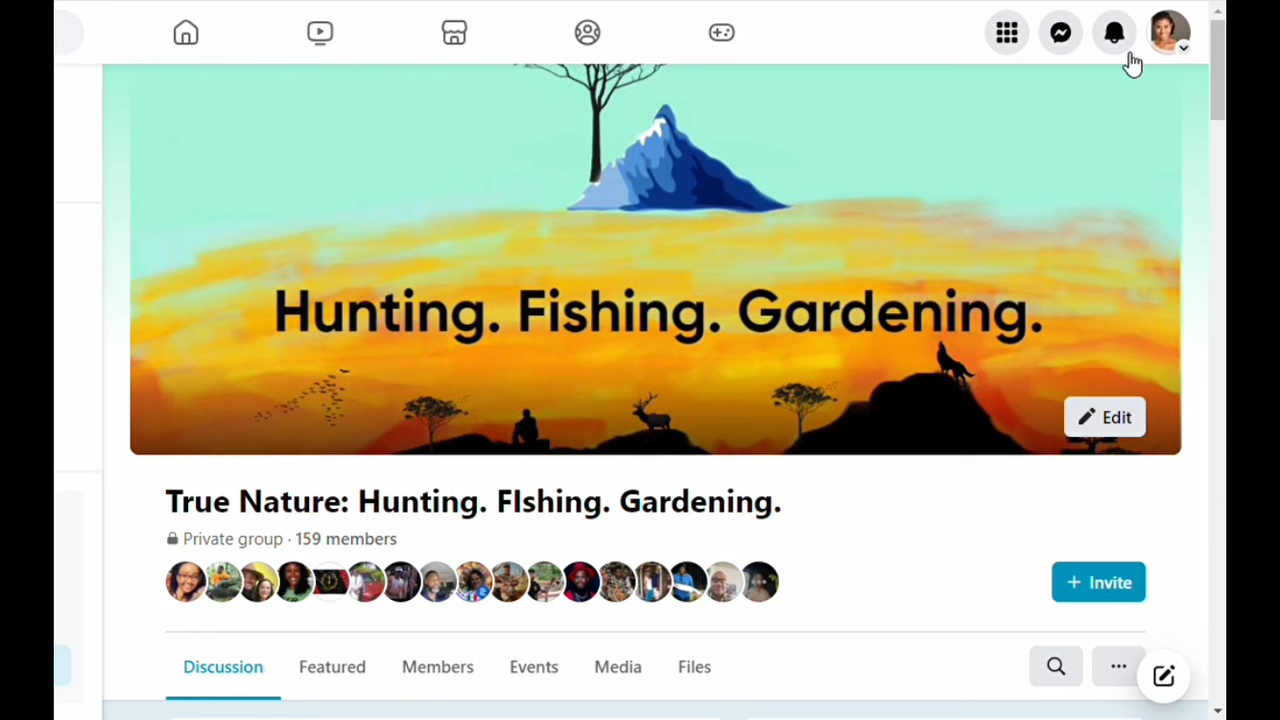 Hunting. Fishing. Gardening.
Edit
True Nature: Hunting. FIshing. Gardening.
Private group · 159 members
+ Invite
Discussion Featured Members Events Media Files